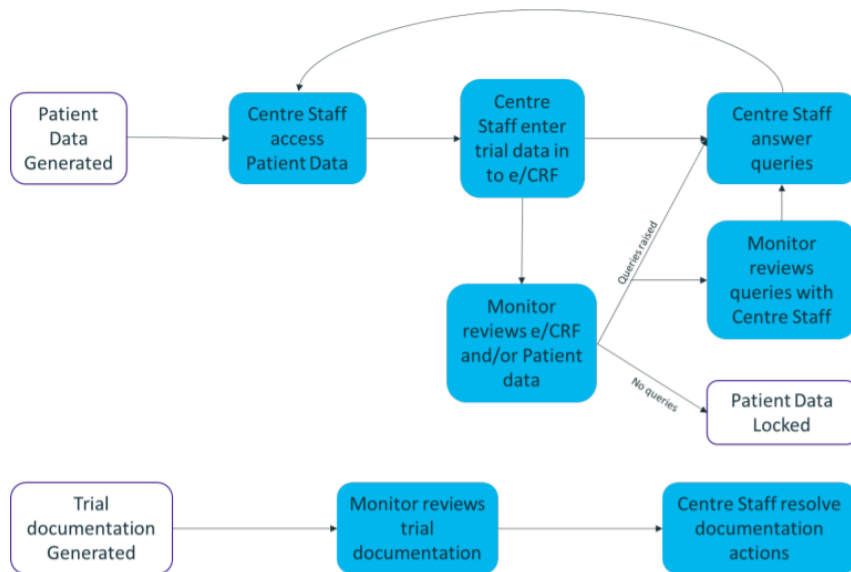 Patient
Data
Generated
Centre Staff
access
Patient Data
Centre
Staff enter
trial data in
to e/CRF
Centre Staff
answer
queries
Queries raised
Monitor
reviews
queries with
Centre Staff
Monitor
reviews e/CRF
and/or Patient
data
No queries
Patient Data
Locked
Trial
documentation
Generated
Monitor reviews
trial
documentation
Centre Staff resolve
documentation
actions